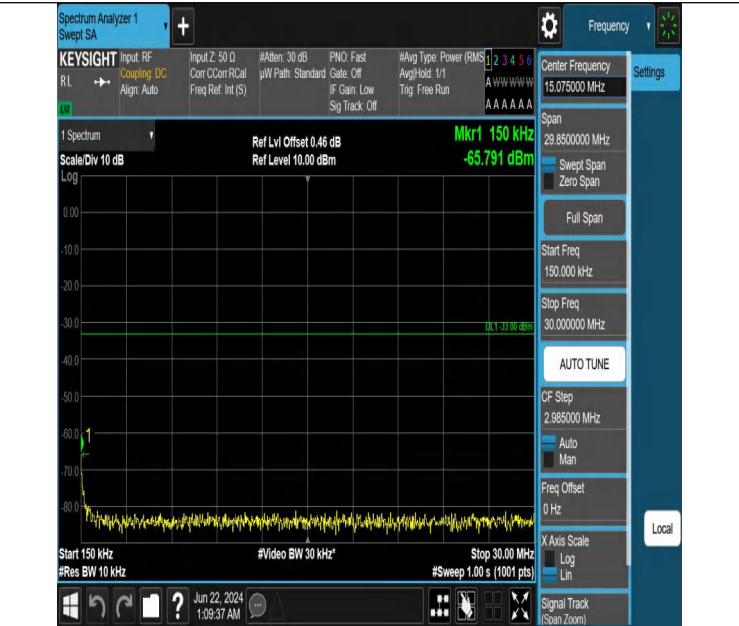 Spectrum Analyzer 1
Swept SA
+
Frequency
KEYSIGHT
RL
LNI
Input: RF
Coupling: DC
Align: Auto
Input Z: 50 Ω
Corr CCorr RCal
Freq Ref: Int (S)
#Atten: 30 dB
µW Path: Standard
PNO: Fast
Gate: Off
IF Gain: Low
Sig Track: Off
#Avg Type: Power (RMS
Avg|Hold: 1/1
Trig: Free Run
1 2 3 4 5 6
A W W W W W
A A A A A A
1 Spectrum
Scale/Div 10 dB
Ref Lvl Offset 0.46 dB
Ref Level 10.00 dBm
Mkr1 150 kHz
-65.791 dBm
Log
0.00
-10.0
-20.0
-30.0
DL1 -33.00 dBm
-40.0
-50.0
-60.0
1
-70.0
-80.0
Start 150 kHz
#Video BW 30 kHz*
Stop 30.00 MHz
#Res BW 10 kHz
#Sweep 1.00 s (1001 pts)
?
Jun 22, 2024
1:09:37 AM
Center Frequency
15.075000 MHz
Settings
Span
29.8500000 MHz
Swept Span
Zero Span
Full Span
Start Freq
150.000 kHz
Stop Freq
30.000000 MHz
AUTO TUNE
CF Step
2.985000 MHz
Auto
Man
Freq Offset
0 Hz
X Axis Scale
Log
Lin
Local
Signal Track
(Span Zoom)